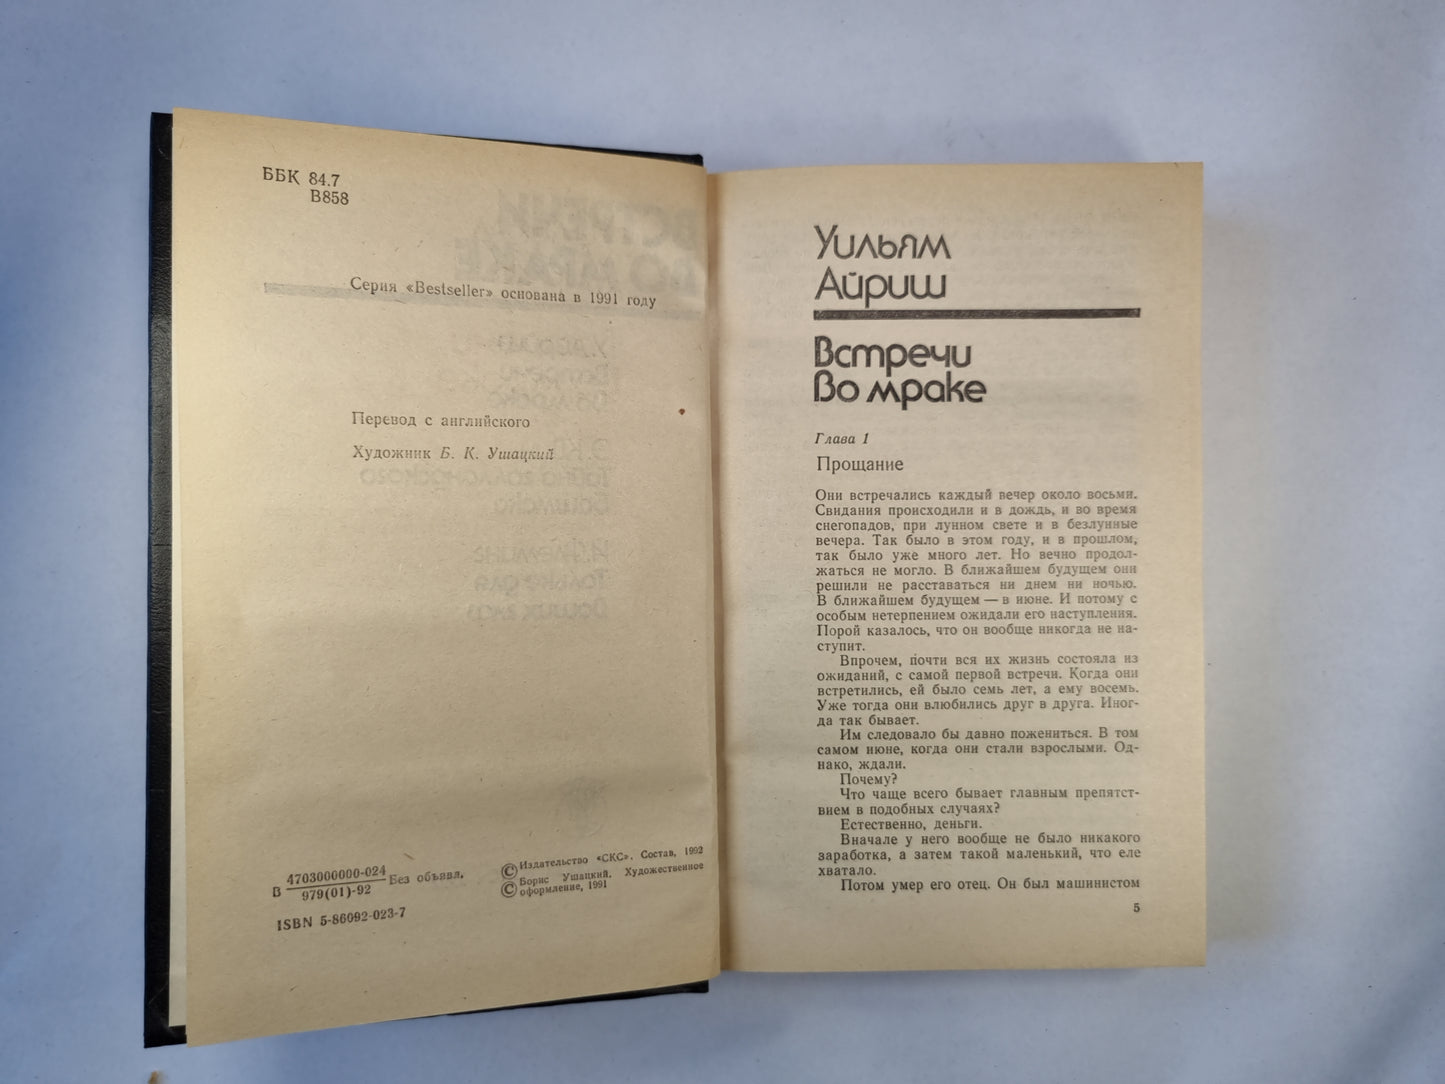 ББК 84.7
В858
Серия «Bestseller» основана в 1991 году
Перевод с английского
Художник Б. К. Ушацкий
В 4703000000-024 Без объявл.
979(01)-92
ISBN 5-86092-023-7
© Издательство «СКС». Состав, 1992
© Борис Ушацкий. Художественное
оформление, 1991
Уильям
Айриш
Встречи
во мраке
Глава 1
Прощание
Они встречались каждый вечер около восьми.
Свидания происходили и в дождь, и во время
снегопадов, при лунном свете и в безлунные
вечера. Так было в этом году, и в прошлом,
так было уже много лет. Но вечно продол-
жаться не могло. В ближайшем будущем они
решили не расставаться ни днем ни ночью.
В ближайшем будущем — в июне. И потому с
особым нетерпением ожидали его наступления.
Порой казалось, что он вообще никогда не на-
ступит.
Впрочем, почти вся их жизнь состояла из
ожиданий, с самой первой встречи. Когда они
встретились, ей было семь лет, а ему восемь.
Уже тогда они влюбились друг в друга. Иног-
да так бывает.
Им следовало бы давно пожениться. В том
самом июне, когда они стали взрослыми. Од-
нако, ждали.
Почему?
Что чаще всего бывает главным препятст-
вием в подобных случаях?
Естественно, деньги.
Вначале у него вообще не было никакого
заработка, а затем такой маленький, что еле
хватало.
Потом умер его отец. Он был машинистом
5